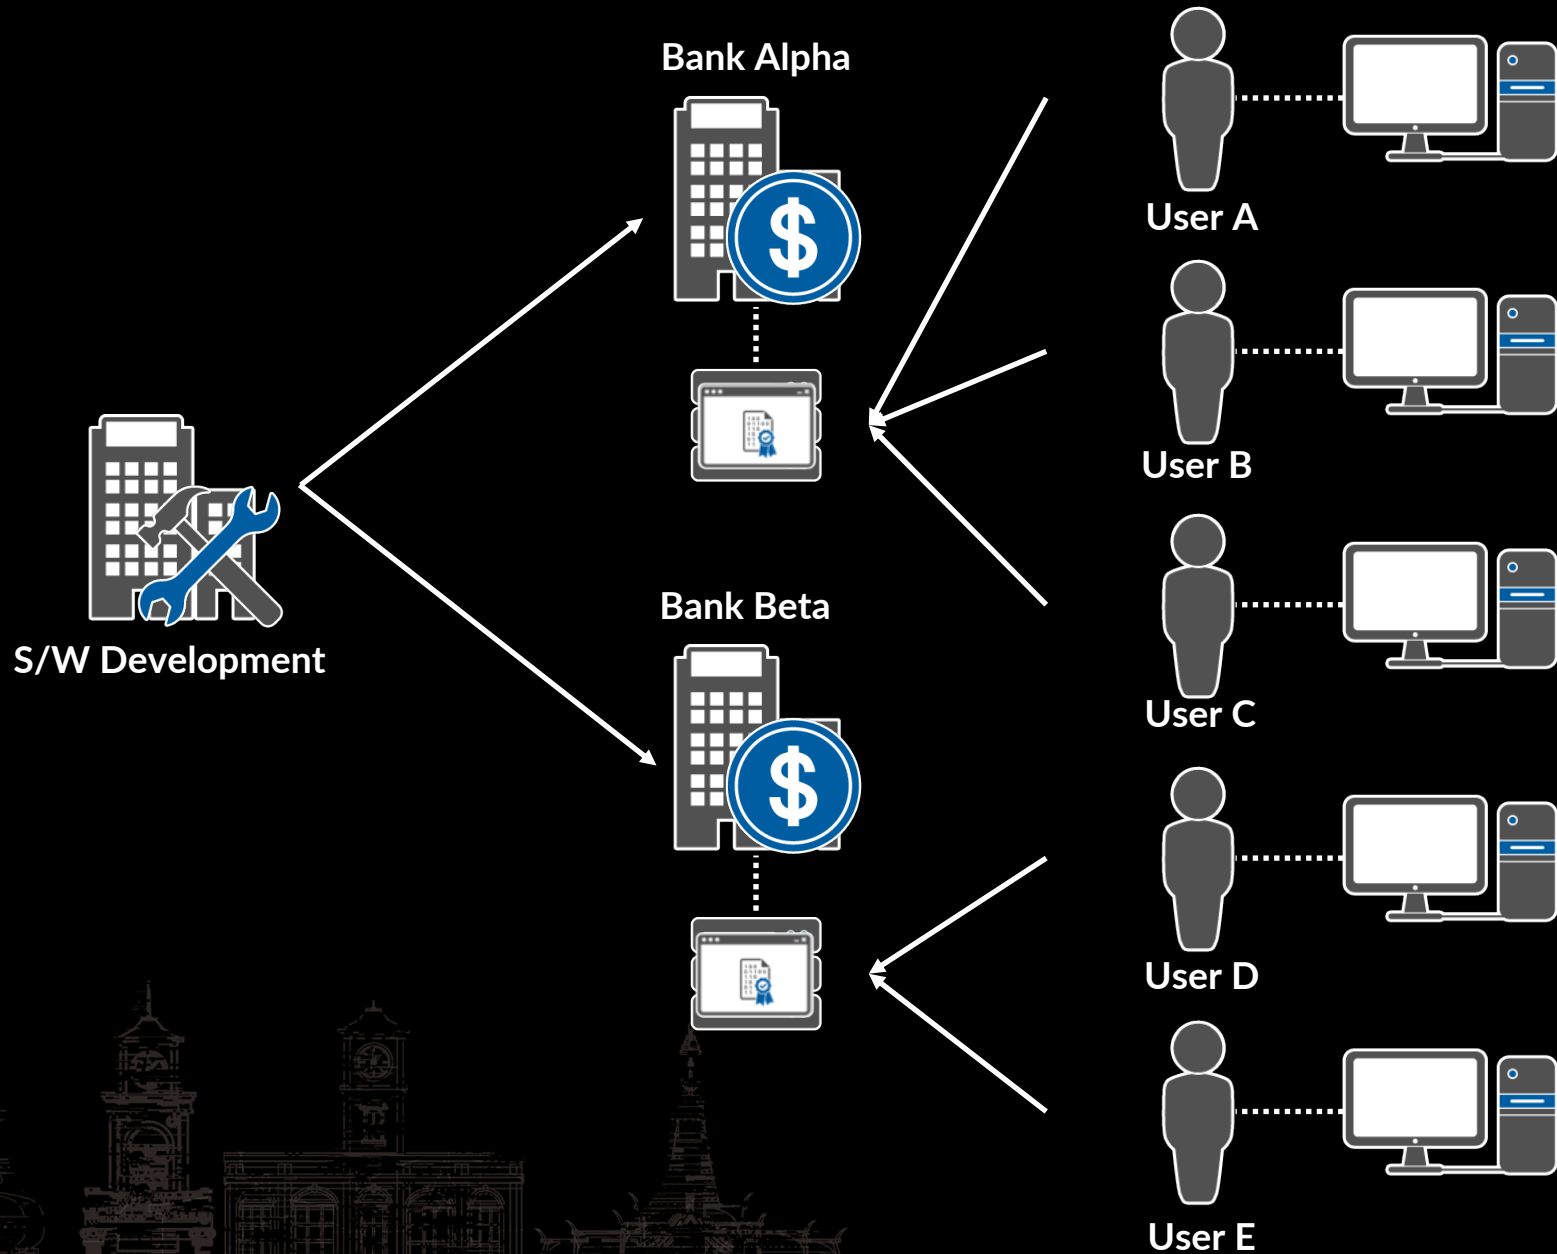 Bank Alpha
User A
User B
S/W Development
Bank Beta
User C
User D
User E